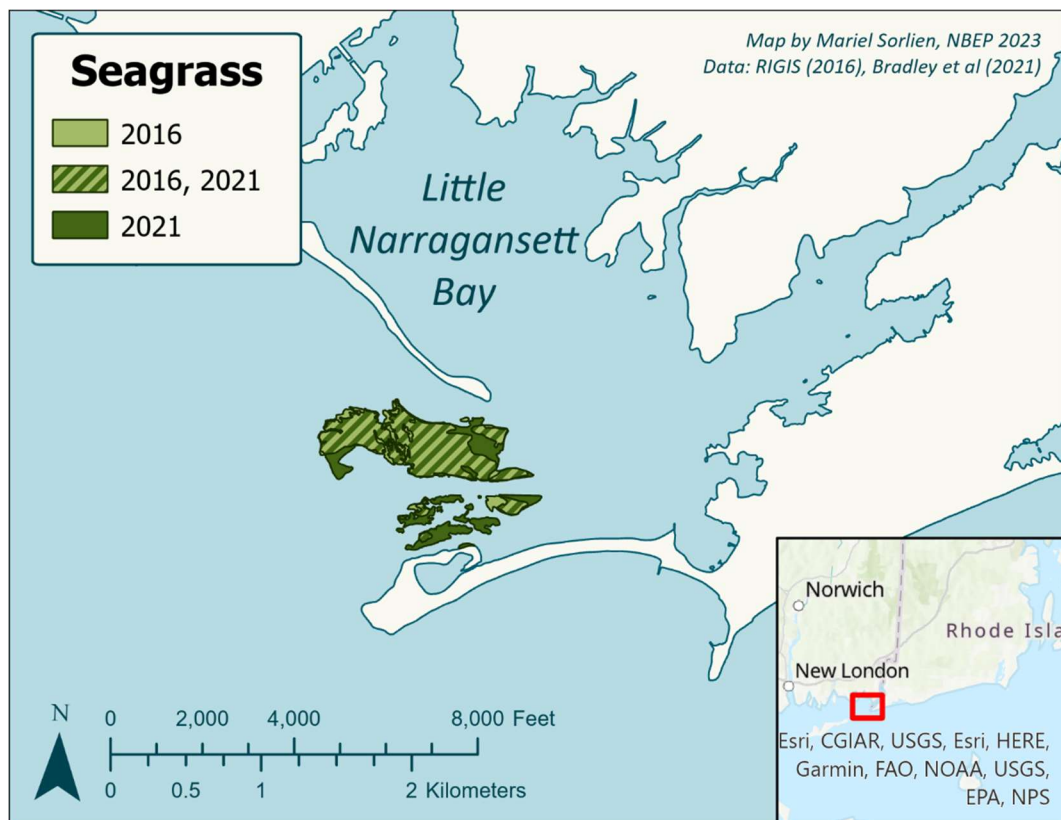 Map by Mariel Sorlien, NBEP 2023
Data: RIGIS (2016), Bradley et al (2021)
Seagrass
2016
2016, 2021
2021
Little
Narragansett
Bay
N
0 2,000 4,000 8,000 Feet
0 0.5 1 2 Kilometers
Norwich
Rhode Isla
New London
Esri, CGIAR, USGS, Esri, HERE,
Garmin, FAO, NOAA, USGS,
EPA, NPS